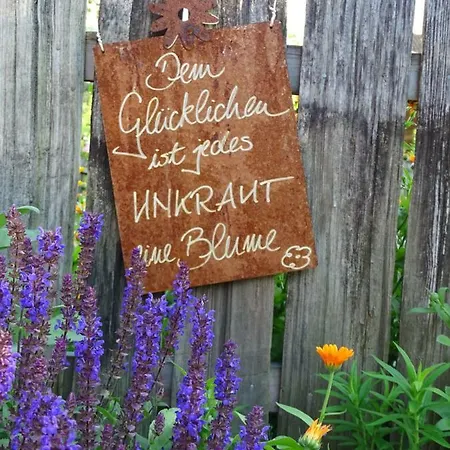 Dem
Glücklichen
ist jedes
UNKRAUT
eine Blume